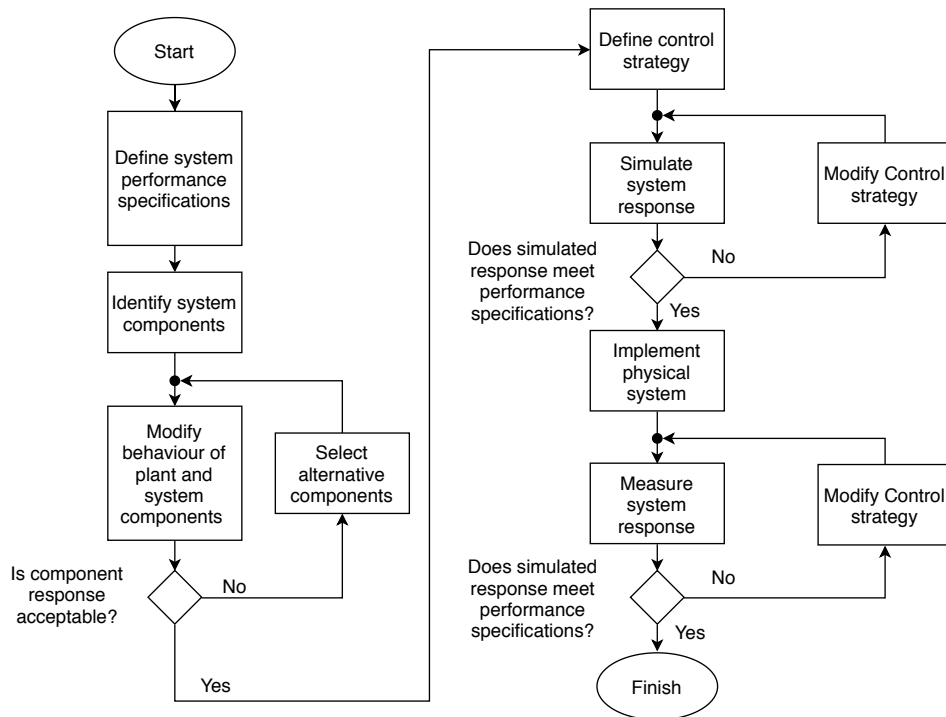 Start
Define system
performance
specifications
Identify system
components
Modify
behaviour of
plant and
system
components
Select
alternative
components
Is component
response
acceptable?
No
Yes
Define control
strategy
Simulate
system
response
Modify Control
strategy
Does simulated
response meet
performance
specifications?
No
Yes
Implement
physical
system
Measure
system
response
Modify Control
strategy
Does simulated
response meet
performance
specifications?
No
Yes
Finish